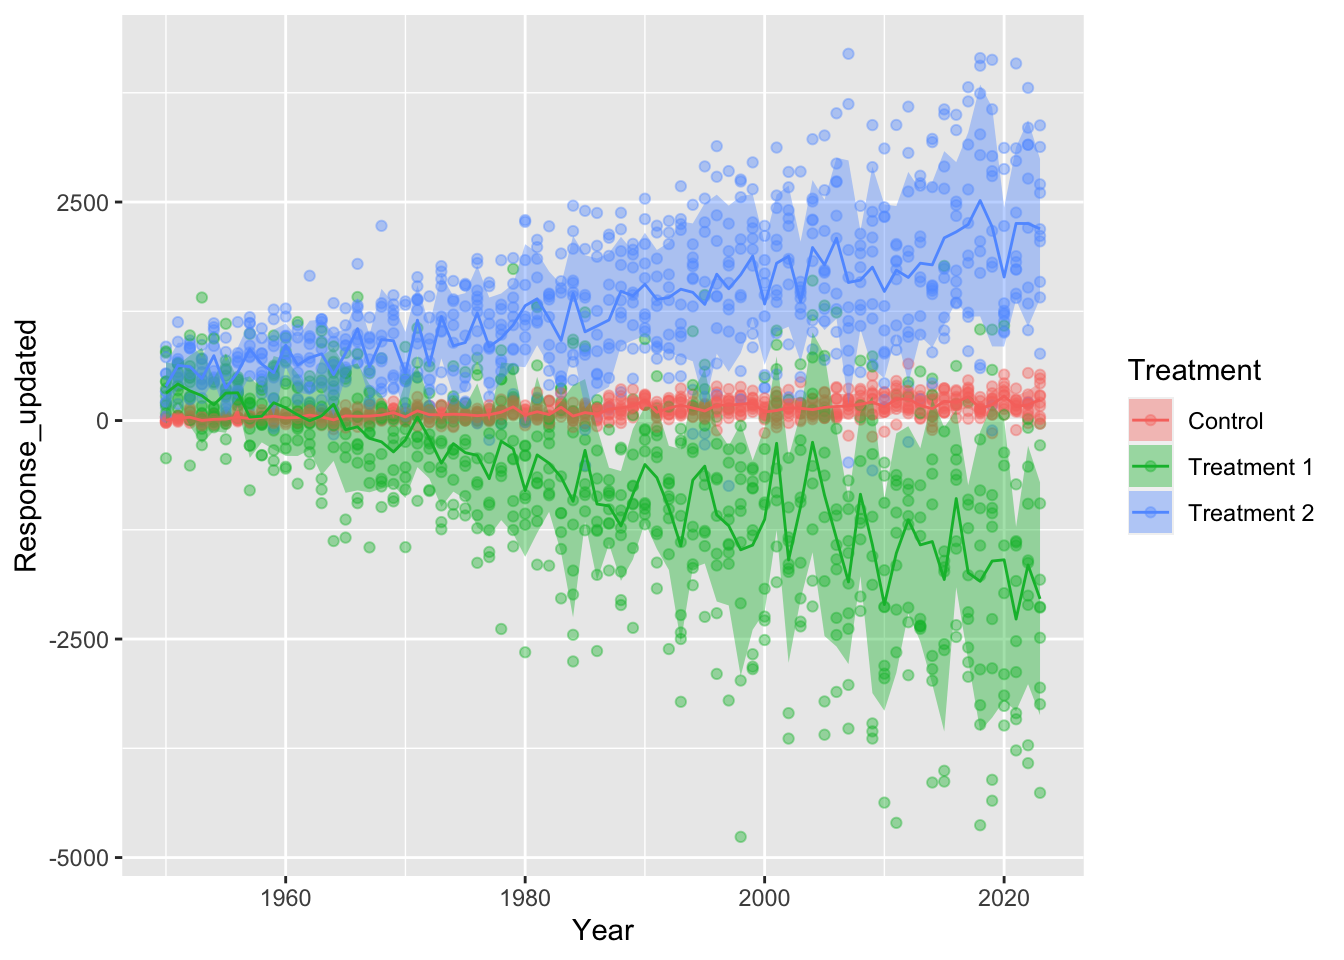 Response_updated
2500
0
-2500
-5000
1960
1980
2000
2020
Year
Treatment
Control
Treatment 1
Treatment 2